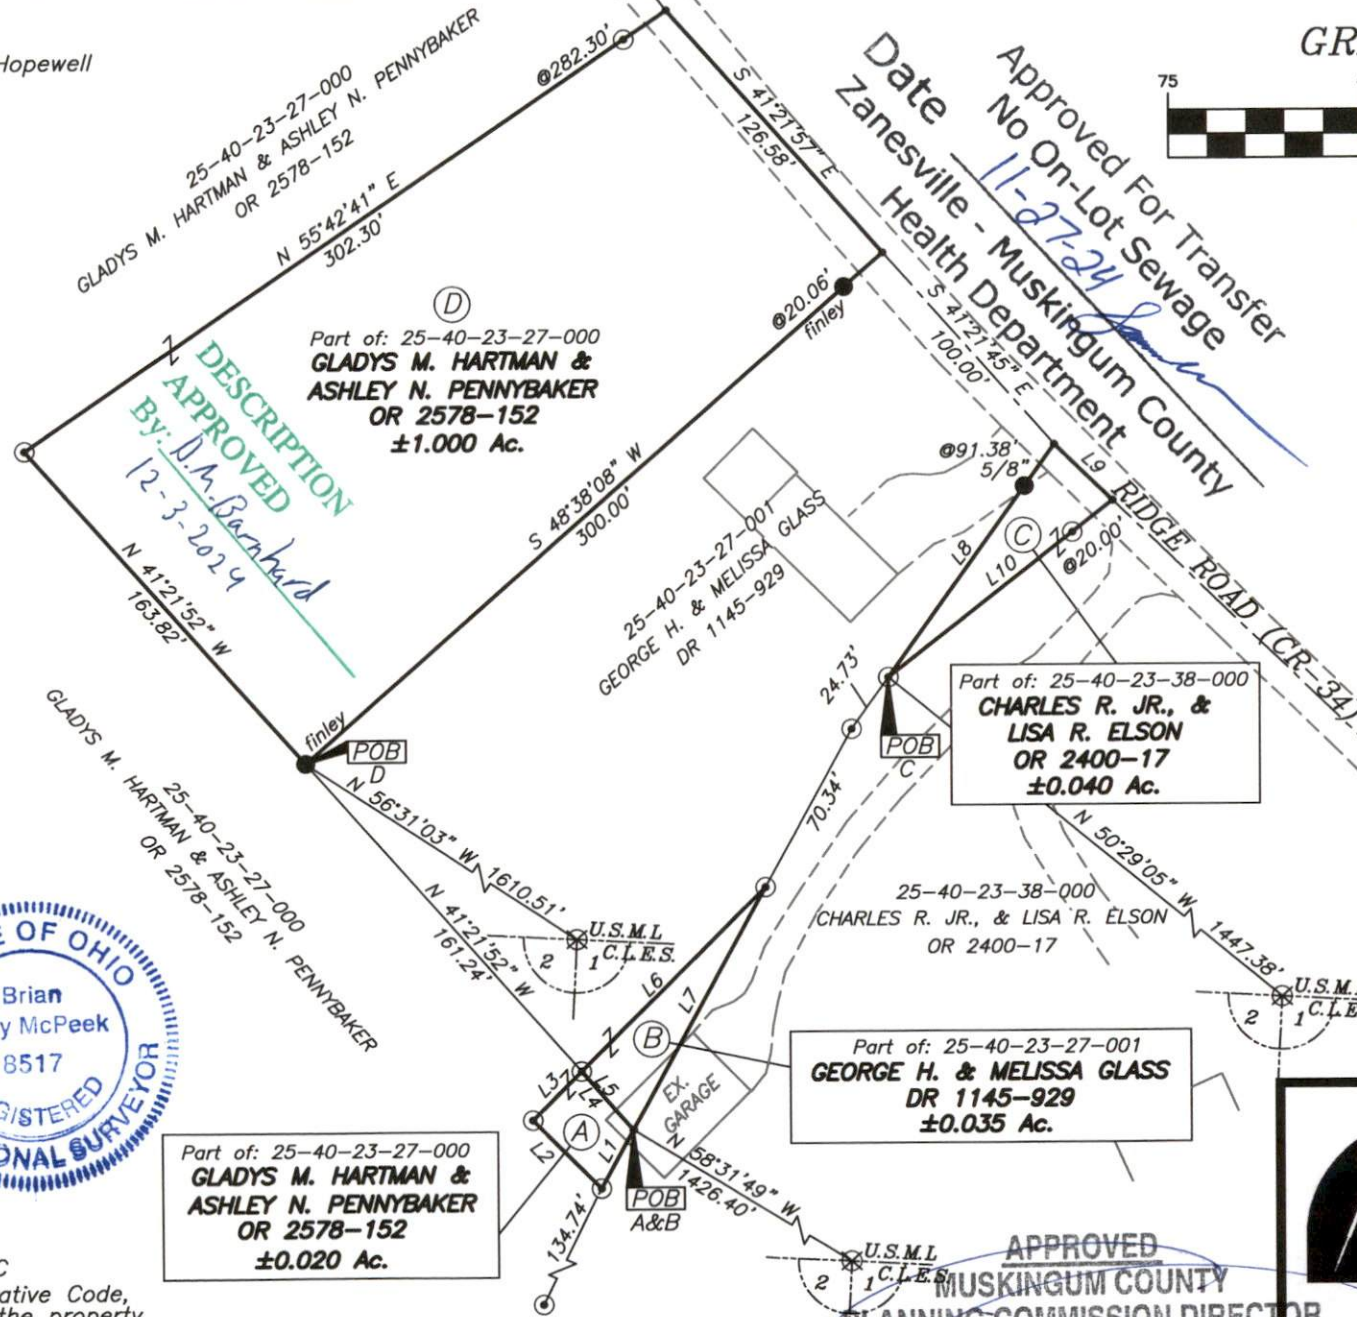 Hopewell
25-40-23-27-000
GLADYS M. HARTMAN & ASHLEY N. PENNYBAKER
OR 2578-152
@282.30'
N 55°42'41" E
302.30'
S 41°21'57" E
126.58'
Approved For Transfer
No On-Lot Sewage
Date 11-27-24
Zanesville - Muskingum County
Health Department
75
D
Part of: 25-40-23-27-000
GLADYS M. HARTMAN &
ASHLEY N. PENNYBAKER
OR 2578-152
±1.000 Ac.
DESCRIPTION
APPROVED
By: D.M. Barnhard
12-3-2024
@20.06'
finley
S 41°21'45" E
100.00'
S 48°38'08" W
300.00'
N 41°21'52" W
163.82'
@91.38'
5/8"
L9
RIDGE ROAD (CR-34)
C
L8
L10
@20.00'
25-40-23-27-001
GEORGE H. & MELISSA GLASS
DR 1145-929
24.73'
POB
C
Part of: 25-40-23-38-000
CHARLES R. JR., &
LISA R. ELSON
OR 2400-17
±0.040 Ac.
finley
POB
D
N 56°31'03" W 1610.51'
70.34'
N 50°29'05" W 1447.38'
25-40-23-27-000
GLADYS M. HARTMAN & ASHLEY N. PENNYBAKER
OR 2578-152
N 41°21'52" W
161.24'
U.S.M.L
C.L.E.S.
2 1
25-40-23-38-000
CHARLES R. JR., & LISA R. ELSON
OR 2400-17
U.S.M.L
C.L.E.S
2 1
L6
L7
B
OF OHIO
Brian
McPeek
8517
GISTERED
ONAL SURVEYOR
Part of: 25-40-23-27-001
GEORGE H. & MELISSA GLASS
DR 1145-929
±0.035 Ac.
L3
L5
L4
A
L2
L1
EX.
GARAGE
Part of: 25-40-23-27-000
GLADYS M. HARTMAN &
ASHLEY N. PENNYBAKER
OR 2578-152
±0.020 Ac.
POB
A&B
N 58°31'49" W
1426.40'
134.74'
U.S.M.L
C.L.E.S.
2 1
APPROVED
MUSKINGUM COUNTY
PLANNING COMMISSION DIRECTOR
ative Code,
the property